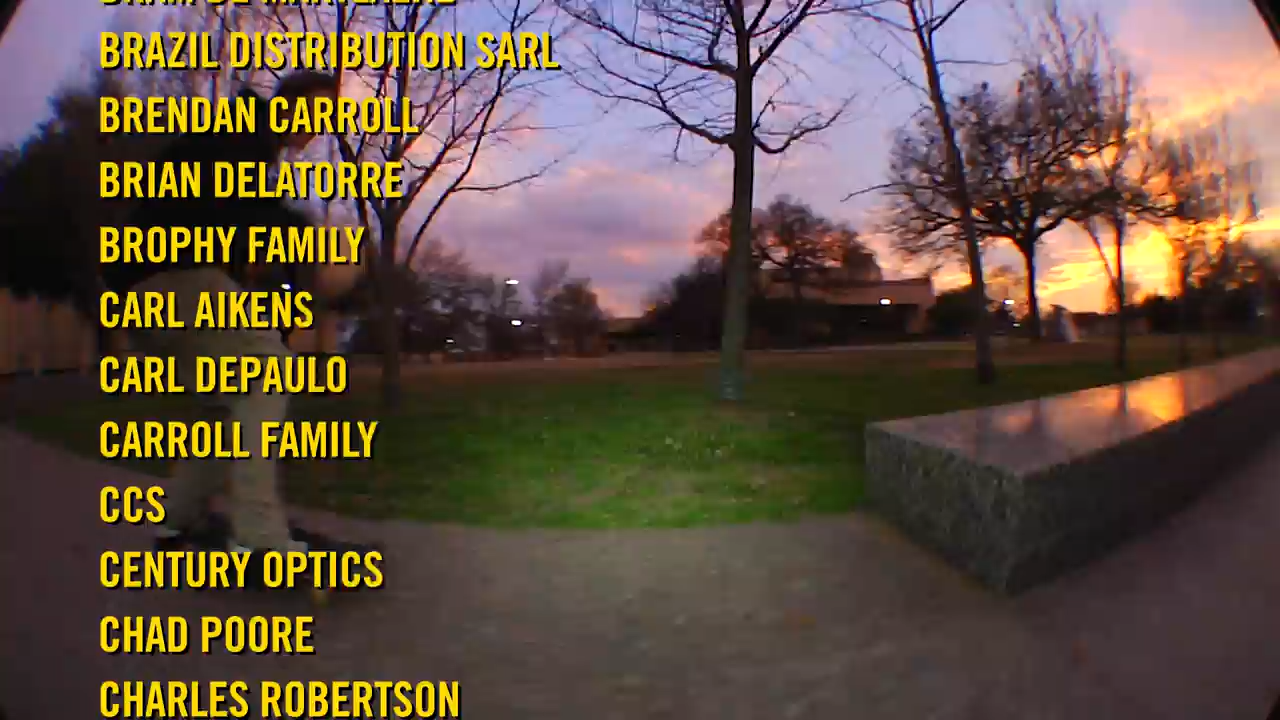 BRAZIL DISTRIBUTION SARL
BRENDAN CARROLL
BRIAN DELATORRE
BROPHY FAMILY
CARL AIKENS
CARL DEPAULO
CARROLL FAMILY
CCS
CENTURY OPTICS
CHAD POORE
CHARLES ROBERTSON